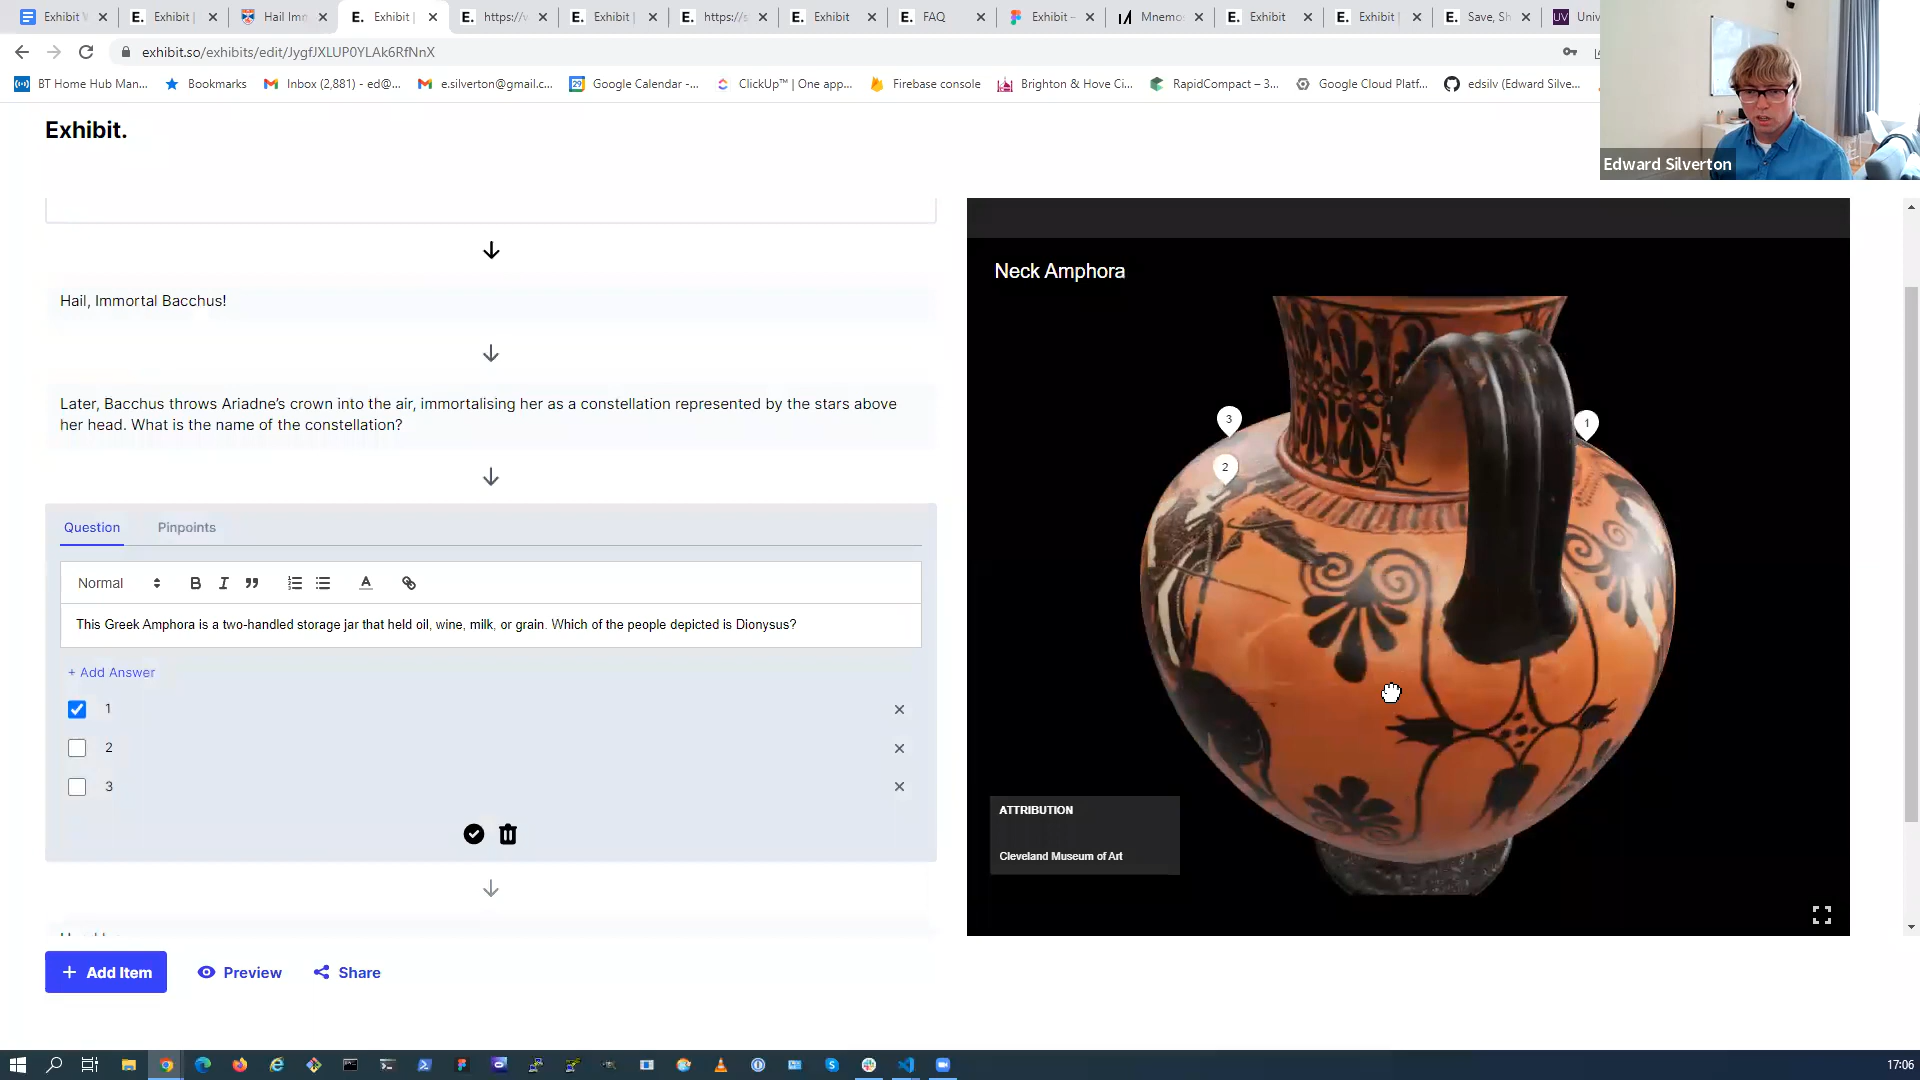 Exhibit W
Exhibit |
Hail Imm
Exhibit |
https://v
Exhibit |
https://s
Exhibit
FAQ
Exhibit –
Mnemo
Exhibit
Exhibit |
Save, Sh
Univ
exhibit.so/exhibits/edit/JygfJXLUP0YLAk6RfNnX
BT Home Hub Man...
Bookmarks
Inbox (2,881) - ed@...
e.silverton@gmail.c...
Google Calendar -...
ClickUp™ | One app...
Firebase console
Brighton & Hove Ci...
RapidCompact – 3...
Google Cloud Platf...
edsilv (Edward Silve...
Edward Silverton
Exhibit.
Hail, Immortal Bacchus!
Later, Bacchus throws Ariadne's crown into the air, immortalising her as a constellation represented by the stars above
her head. What is the name of the constellation?
Question
Pinpoints
Normal
This Greek Amphora is a two-handled storage jar that held oil, wine, milk, or grain. Which of the people depicted is Dionysus?
+ Add Answer
1
2
3
Add Item
Preview
Share
Neck Amphora
3
1
2
ATTRIBUTION
Cleveland Museum of Art
17:06